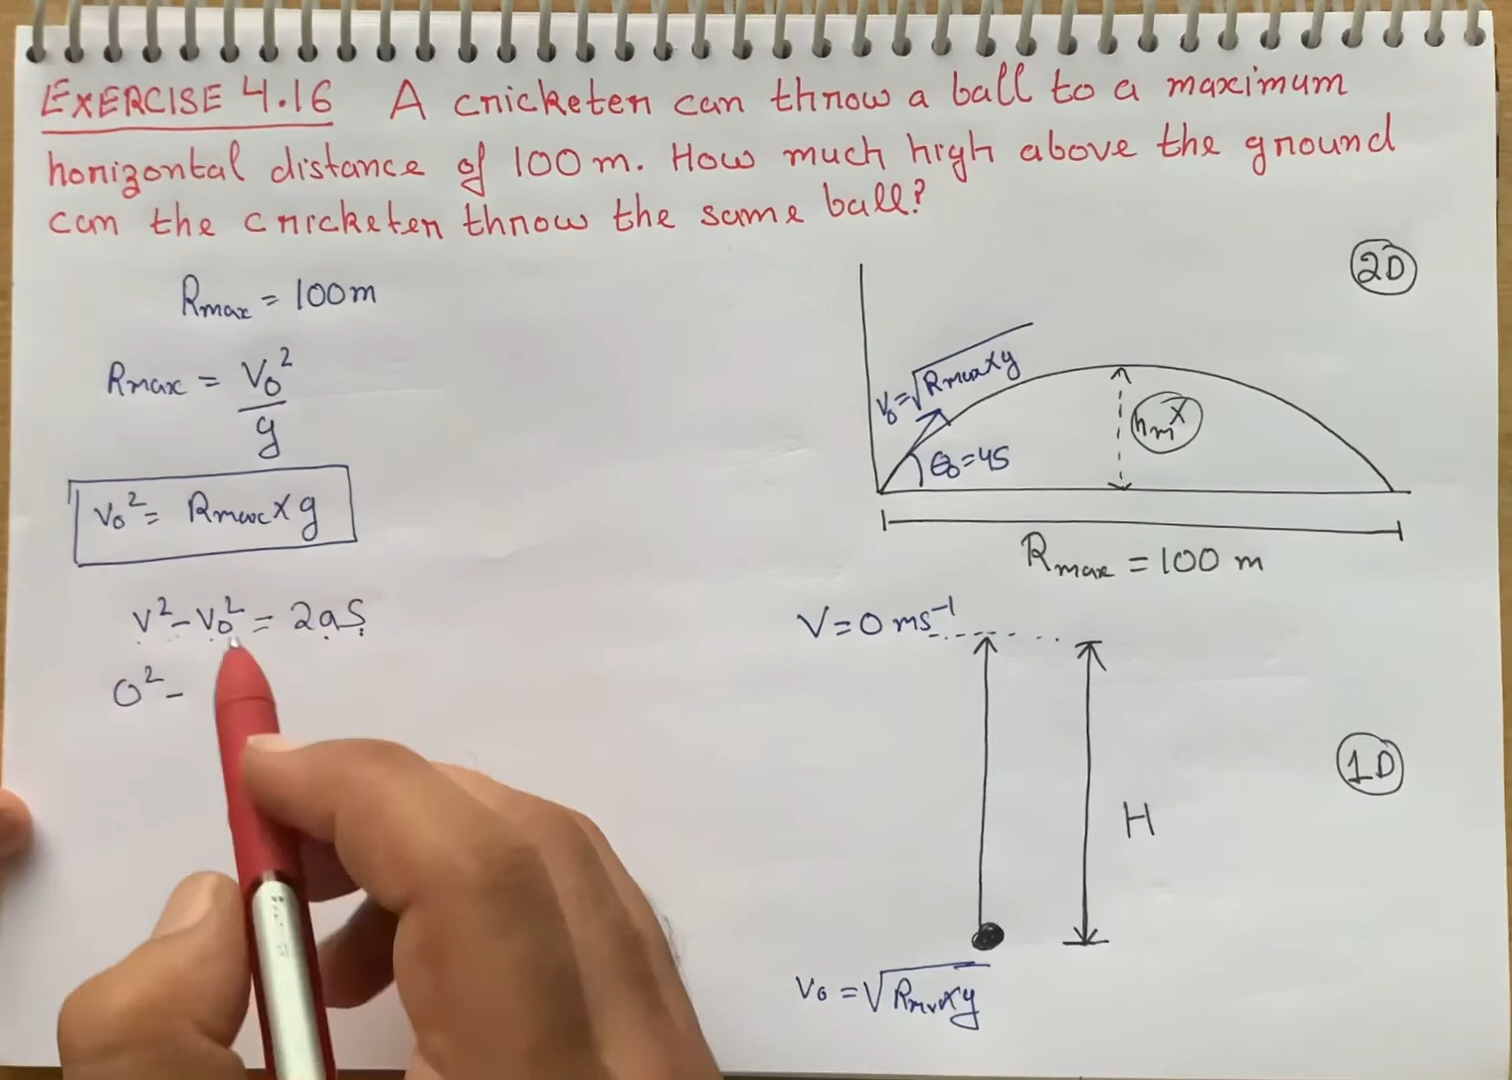 EXERCISE 4.16 A cricketer can throw a ball to a maximum
horizontal distance of 100 m. How much high above the ground
can the cricketer throw the same ball?
Rmax = 100m
Rmax = V₀²/g
V₀² = Rmax x g
V² - V₀² = 2aS
0² -
2D
V₀ = √Rmax x g
hm x
θ₀ = 45
Rmax = 100 m
V = 0 ms⁻¹
1D
H
V₀ = √Rmax x g